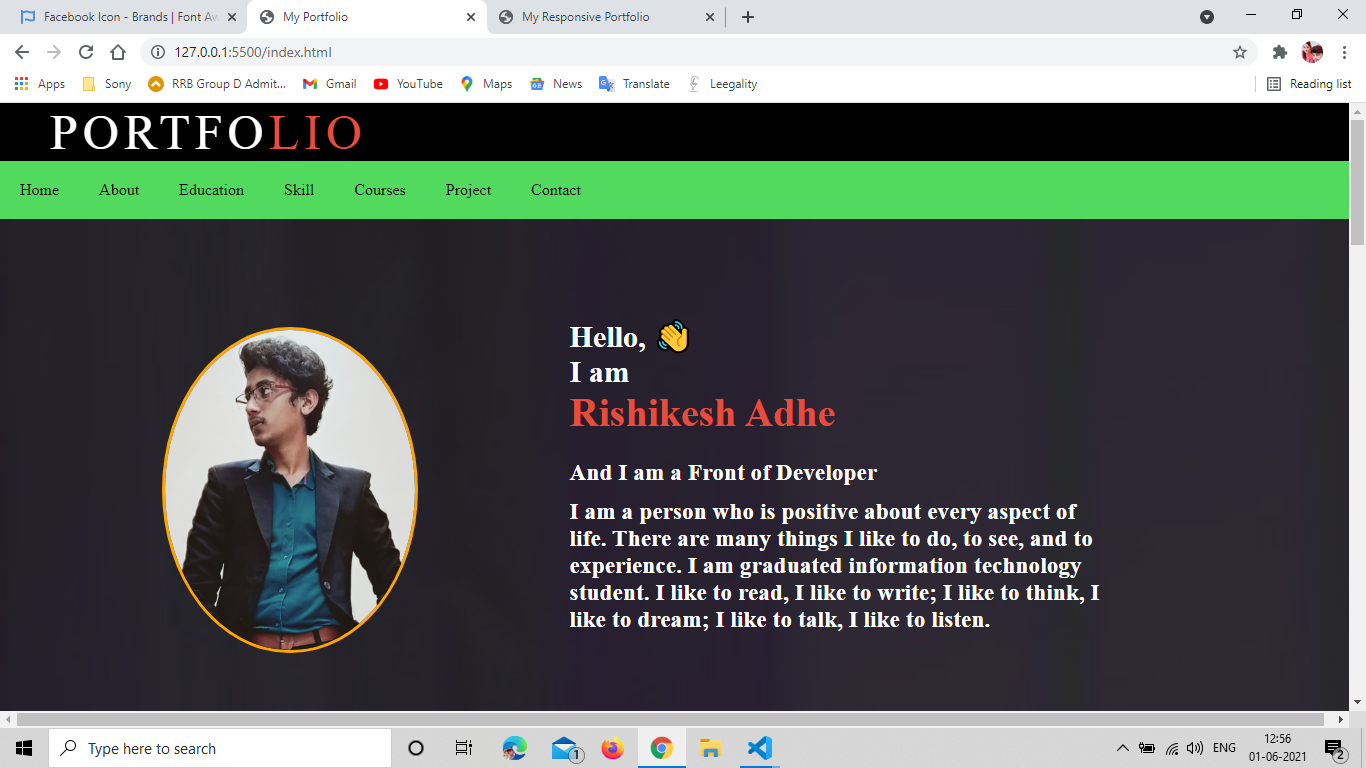 Facebook Icon - Brands | Font Aw
My Portfolio
My Responsive Portfolio
127.0.0.1:5500/index.html
Apps
Sony
RRB Group D Admit...
Gmail
YouTube
Maps
News
Translate
Leegality
Reading list
PORTFOLIO
Home
About
Education
Skill
Courses
Project
Contact
Hello, 👋
I am
Rishikesh Adhe
And I am a Front of Developer
I am a person who is positive about every aspect of
life. There are many things I like to do, to see, and to
experience. I am graduated information technology
student. I like to read, I like to write; I like to think, I
like to dream; I like to talk, I like to listen.
Type here to search
1
ENG
12:56
01-06-2021
2